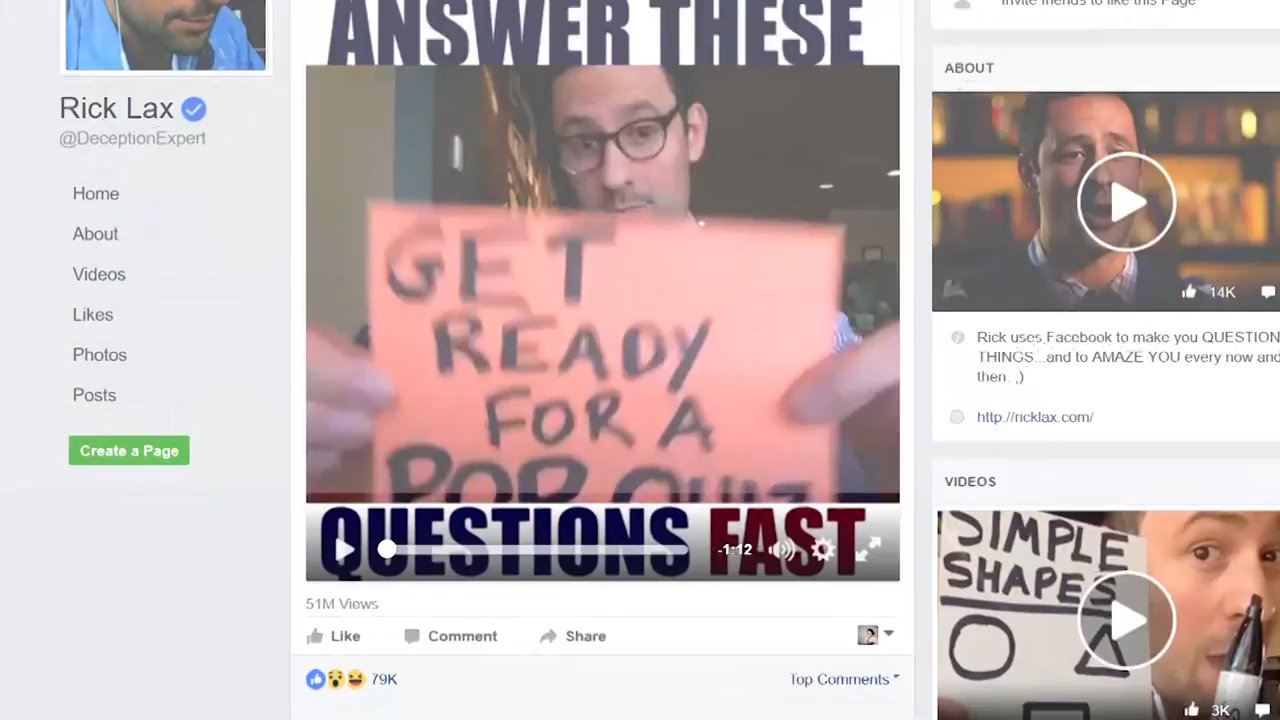 Invite friends to like this Page
ANSWER THESE
ABOUT
Rick Lax
@DeceptionExpert
Home
About
Videos
Likes
Photos
Posts
Create a Page
GET
READY
FOR A
POP QUIZ
QUESTIONS FAST
-1:12
51M Views
Like Comment Share
79K
Top Comments
14K
Rick uses Facebook to make you QUESTION
THINGS...and to AMAZE YOU every now and
then. ;)
http://ricklax.com/
VIDEOS
SIMPLE
SHAPES
3K